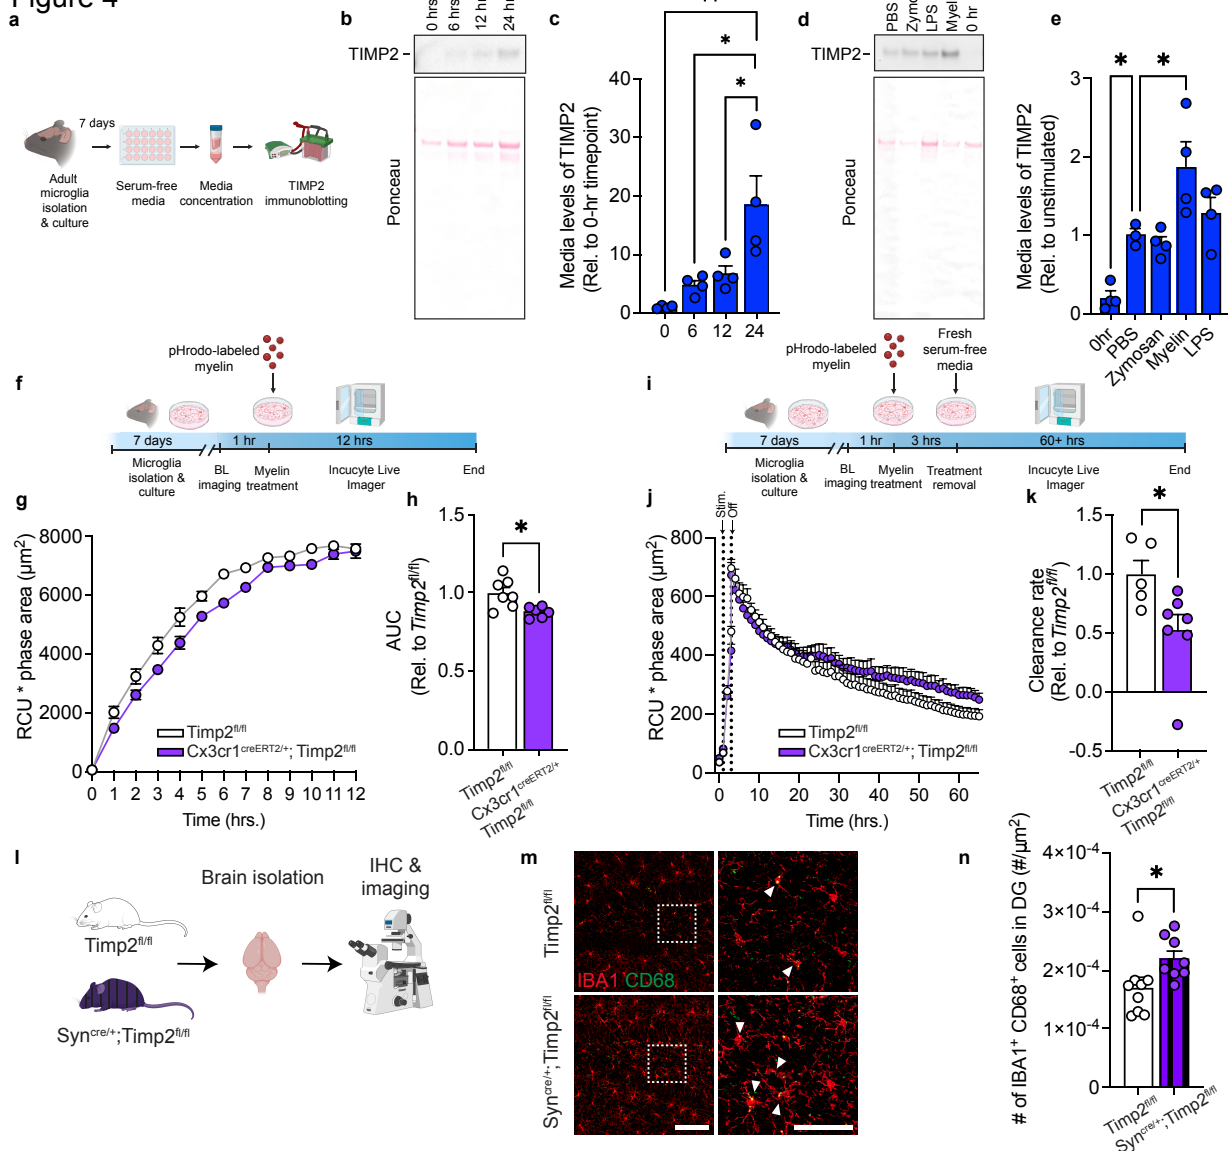 Figure 4
a
7 days
Adult
microglia
isolation
& culture
Serum-free
media
Media
concentration
TIMP2
immunoblotting
b
0 hrs
6 hrs
12 hrs
24 hrs
TIMP2
Ponceau
c
Media levels of TIMP2
(Rel. to 0-hr timepoint)
40
30
20
10
0
*
*
0 6 12 24
d
PBS
Zymo
LPS
Myel
0 hr
TIMP2
Ponceau
e
Media levels of TIMP2
(Rel. to unstimulated)
3
2
1
0
* *
0hr
PBS
Zymosan
Myelin
LPS
f
pHrodo-labeled
myelin
7 days 1 hr 12 hrs
Microglia
isolation &
culture
BL
imaging
Myelin
treatment
Incucyte Live
Imager
End
g
RCU * phase area (µm²)
8000
6000
4000
2000
0
Timp2fl/fl
Cx3cr1creERT2/+; Timp2fl/fl
0 1 2 3 4 5 6 7 8 9 10 11 12
Time (hrs.)
h
AUC
(Rel. to Timp2fl/fl)
1.5
1.0
0.5
0.0
*
Timp2fl/fl
Cx3cr1creERT2/+
Timp2fl/fl
i
pHrodo-labeled
myelin
Fresh
serum-free
media
7 days 1 hr 3 hrs 60+ hrs
Microglia
isolation &
culture
BL
imaging
Myelin
treatment
Treatment
removal
Incucyte Live
Imager
End
j
Stim.
Off
RCU * phase area (µm²)
800
600
400
200
0
Timp2fl/fl
Cx3cr1creERT2/+; Timp2fl/fl
0 10 20 30 40 50 60
Time (hrs.)
k
Clearance rate
(Rel. to Timp2fl/fl)
1.5
1.0
0.5
0.0
-0.5
*
Timp2fl/fl
Cx3cr1creERT2/+
Timp2fl/fl
l
Timp2fl/fl
Syncre/+;Timp2fl/fl
Brain isolation
IHC &
imaging
m
Timp2fl/fl
IBA1 CD68
Syncre/+;Timp2fl/fl
n
# of IBA1+ CD68+ cells in DG (#/µm²)
4×10-4
3×10-4
2×10-4
1×10-4
0
*
Timp2fl/fl
Syncre/+;Timp2fl/fl